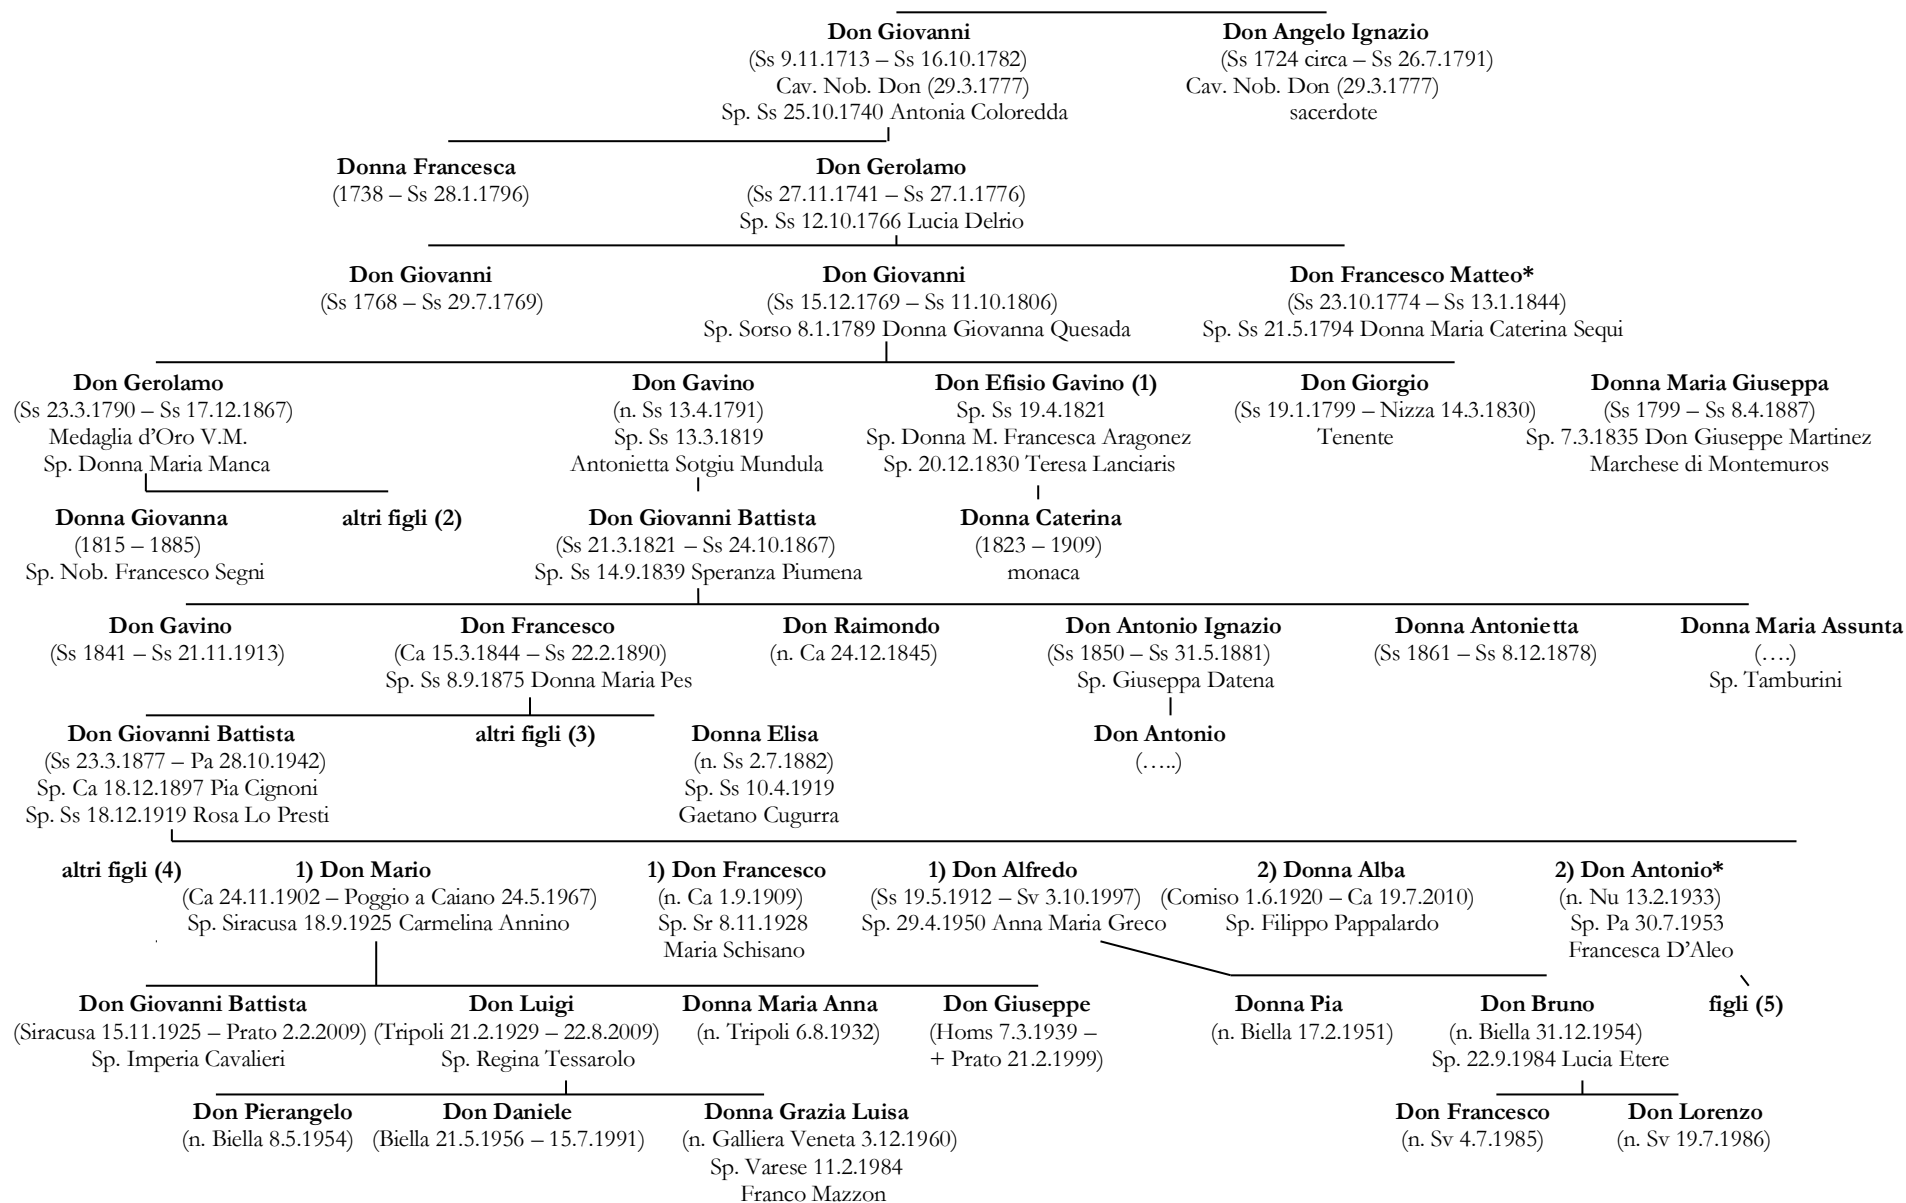 Don Giovanni
(Ss 9.11.1713 – Ss 16.10.1782)
Cav. Nob. Don (29.3.1777)
Sp. Ss 25.10.1740 Antonia Coloredda
Don Angelo Ignazio
(Ss 1724 circa – Ss 26.7.1791)
Cav. Nob. Don (29.3.1777)
sacerdote
Donna Francesca
(1738 – Ss 28.1.1796)
Don Gerolamo
(Ss 27.11.1741 – Ss 27.1.1776)
Sp. Ss 12.10.1766 Lucia Delrio
Don Giovanni
(Ss 1768 – Ss 29.7.1769)
Don Giovanni
(Ss 15.12.1769 – Ss 11.10.1806)
Sp. Sorso 8.1.1789 Donna Giovanna Quesada
Don Francesco Matteo*
(Ss 23.10.1774 – Ss 13.1.1844)
Sp. Ss 21.5.1794 Donna Maria Caterina Sequi
Don Gerolamo
(Ss 23.3.1790 – Ss 17.12.1867)
Medaglia d'Oro V.M.
Sp. Donna Maria Manca
Don Gavino
(n. Ss 13.4.1791)
Sp. Ss 13.3.1819
Antonietta Sotgiu Mundula
Don Efisio Gavino (1)
Sp. Ss 19.4.1821
Sp. Donna M. Francesca Aragonez
Sp. 20.12.1830 Teresa Lanciaris
Don Giorgio
(Ss 19.1.1799 – Nizza 14.3.1830)
Tenente
Donna Maria Giuseppa
(Ss 1799 – Ss 8.4.1887)
Sp. 7.3.1835 Don Giuseppe Martinez
Marchese di Montemuros
Donna Giovanna
(1815 – 1885)
Sp. Nob. Francesco Segni
altri figli (2)
Don Giovanni Battista
(Ss 21.3.1821 – Ss 24.10.1867)
Sp. Ss 14.9.1839 Speranza Piumena
Donna Caterina
(1823 – 1909)
monaca
Don Gavino
(Ss 1841 – Ss 21.11.1913)
Don Francesco
(Ca 15.3.1844 – Ss 22.2.1890)
Sp. Ss 8.9.1875 Donna Maria Pes
Don Raimondo
(n. Ca 24.12.1845)
Don Antonio Ignazio
(Ss 1850 – Ss 31.5.1881)
Sp. Giuseppa Datena
Donna Antonietta
(Ss 1861 – Ss 8.12.1878)
Donna Maria Assunta
(….)
Sp. Tamburini
Don Giovanni Battista
(Ss 23.3.1877 – Pa 28.10.1942)
Sp. Ca 18.12.1897 Pia Cignoni
Sp. Ss 18.12.1919 Rosa Lo Presti
altri figli (3)
Donna Elisa
(n. Ss 2.7.1882)
Sp. Ss 10.4.1919
Gaetano Cugurra
Don Antonio
(…..)
altri figli (4)
1) Don Mario
(Ca 24.11.1902 – Poggio a Caiano 24.5.1967)
Sp. Siracusa 18.9.1925 Carmelina Annino
1) Don Francesco
(n. Ca 1.9.1909)
Sp. Sr 8.11.1928
Maria Schisano
1) Don Alfredo
(Ss 19.5.1912 – Sv 3.10.1997)
Sp. 29.4.1950 Anna Maria Greco
2) Donna Alba
(Comiso 1.6.1920 – Ca 19.7.2010)
Sp. Filippo Pappalardo
2) Don Antonio*
(n. Nu 13.2.1933)
Sp. Pa 30.7.1953
Francesca D'Aleo
Don Giovanni Battista
(Siracusa 15.11.1925 – Prato 2.2.2009)
Sp. Imperia Cavalieri
Don Luigi
(Tripoli 21.2.1929 – 22.8.2009)
Sp. Regina Tessarolo
Donna Maria Anna
(n. Tripoli 6.8.1932)
Don Giuseppe
(Homs 7.3.1939 –
+ Prato 21.2.1999)
Donna Pia
(n. Biella 17.2.1951)
Don Bruno
(n. Biella 31.12.1954)
Sp. 22.9.1984 Lucia Etere
figli (5)
Don Pierangelo
(n. Biella 8.5.1954)
Don Daniele
(Biella 21.5.1956 – 15.7.1991)
Donna Grazia Luisa
(n. Galliera Veneta 3.12.1960)
Sp. Varese 11.2.1984
Franco Mazzon
Don Francesco
(n. Sv 4.7.1985)
Don Lorenzo
(n. Sv 19.7.1986)